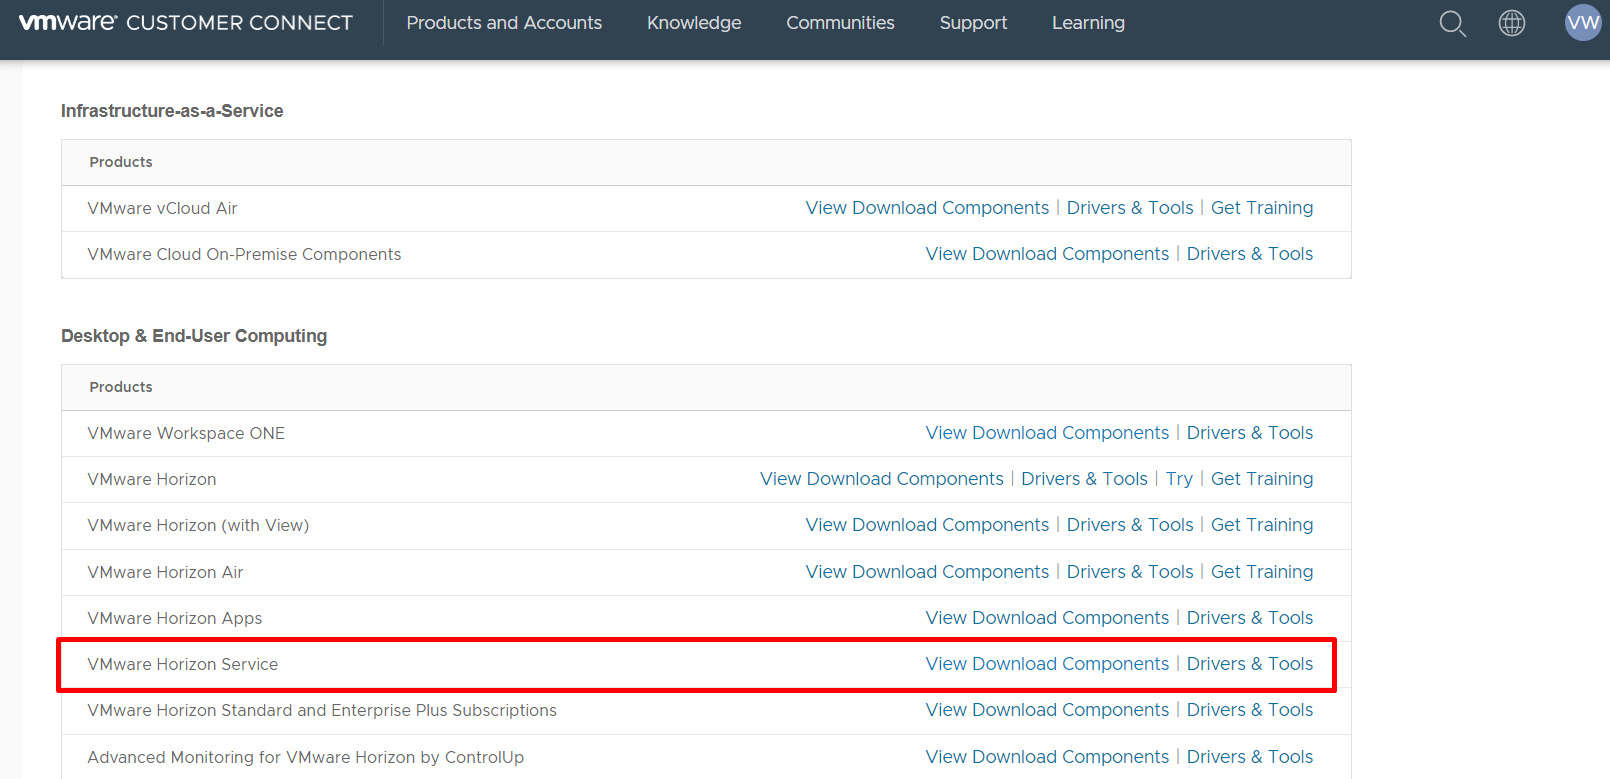 vmware® CUSTOMER CONNECT Products and Accounts Knowledge Communities Support Learning VW
Infrastructure-as-a-Service
Products
VMware vCloud Air View Download Components | Drivers & Tools | Get Training
VMware Cloud On-Premise Components View Download Components | Drivers & Tools
Desktop & End-User Computing
Products
VMware Workspace ONE View Download Components | Drivers & Tools
VMware Horizon View Download Components | Drivers & Tools | Try | Get Training
VMware Horizon (with View) View Download Components | Drivers & Tools | Get Training
VMware Horizon Air View Download Components | Drivers & Tools | Get Training
VMware Horizon Apps View Download Components | Drivers & Tools
VMware Horizon Service View Download Components | Drivers & Tools
VMware Horizon Standard and Enterprise Plus Subscriptions View Download Components | Drivers & Tools
Advanced Monitoring for VMware Horizon by ControlUp View Download Components | Drivers & Tools